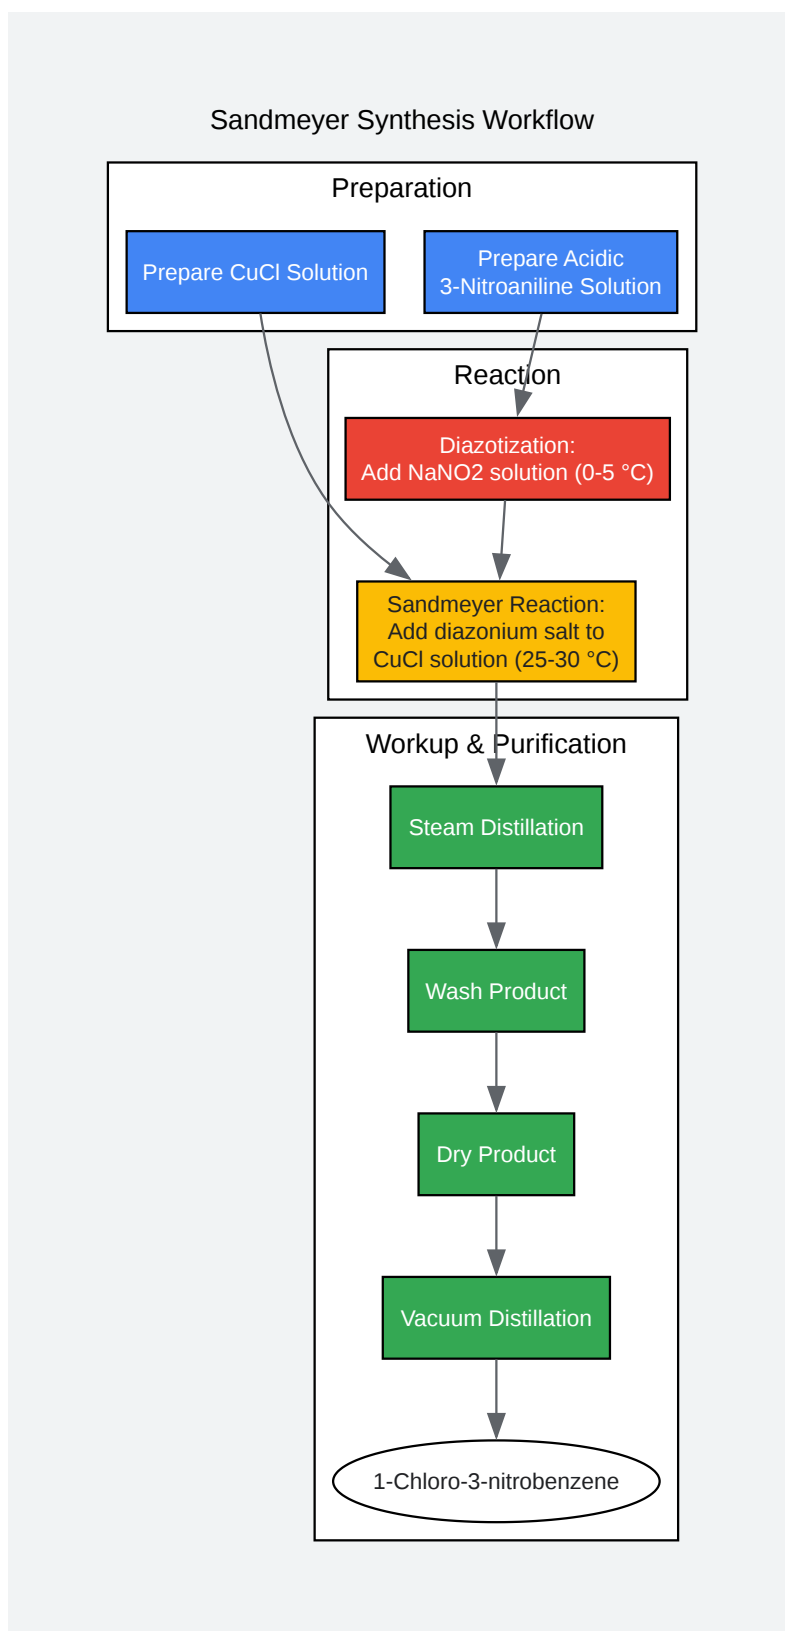 Sandmeyer Synthesis Workflow
Preparation
Prepare CuCl Solution
Prepare Acidic
3-Nitroaniline Solution
Reaction
Diazotization:
Add NaNO2 solution (0-5 °C)
Sandmeyer Reaction:
Add diazonium salt to
CuCl solution (25-30 °C)
Workup & Purification
Steam Distillation
Wash Product
Dry Product
Vacuum Distillation
1-Chloro-3-nitrobenzene